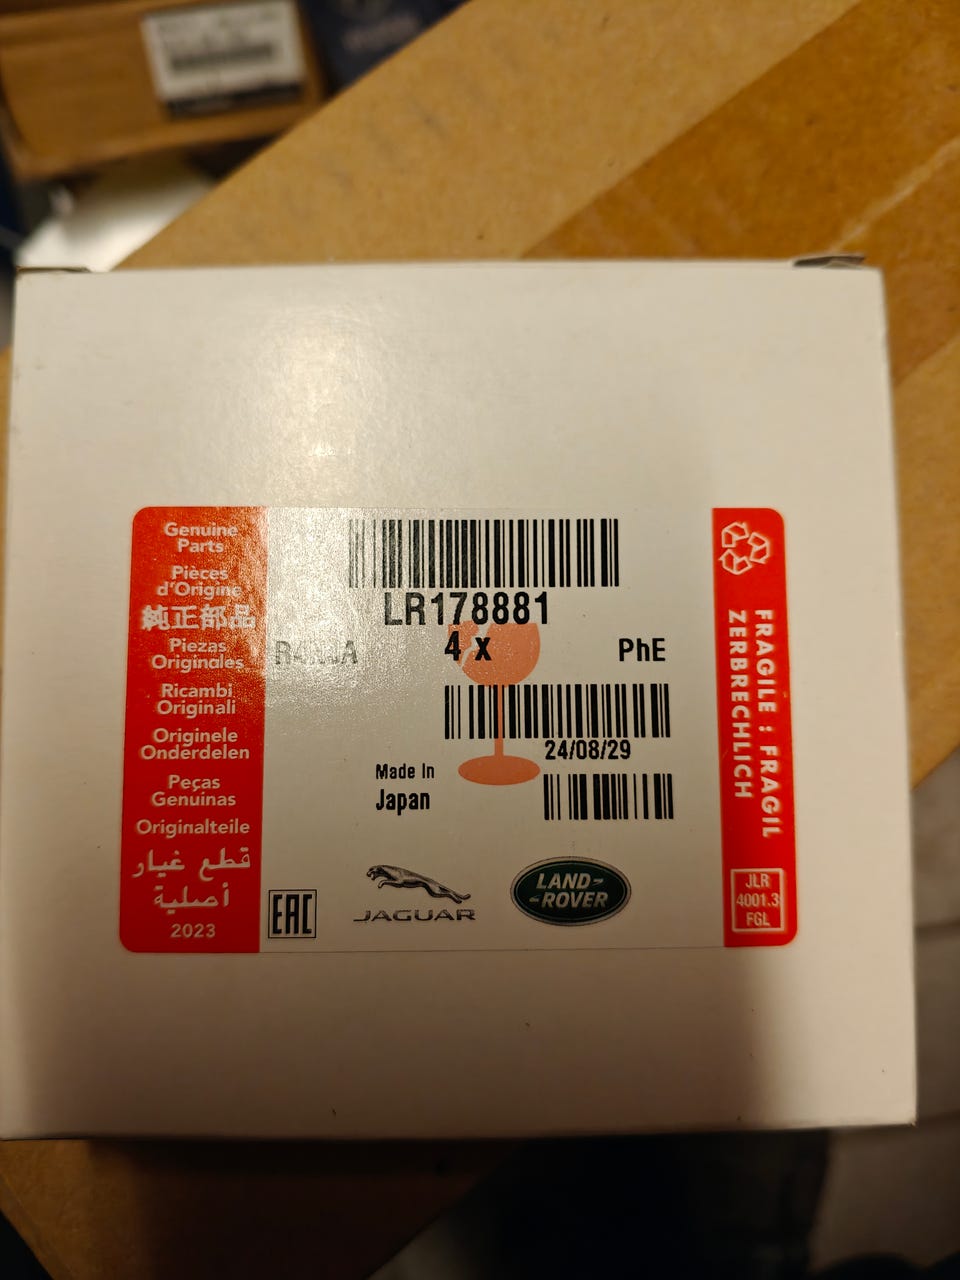 Genuine
Parts
Pièces
d'Origine
純正部品
Piezas
Originales
Ricambi
Originali
Originele
Onderdelen
Peças
Genuínas
Originalteile
قطع غيار
أصلية
2023
LR178881
4 x
PhE
24/08/29
Made In
Japan
EAC
JAGUAR
LAND-
-ROVER
FRAGILE : FRAGIL
ZERBRECHLICH
JLR
4001.3
FGL